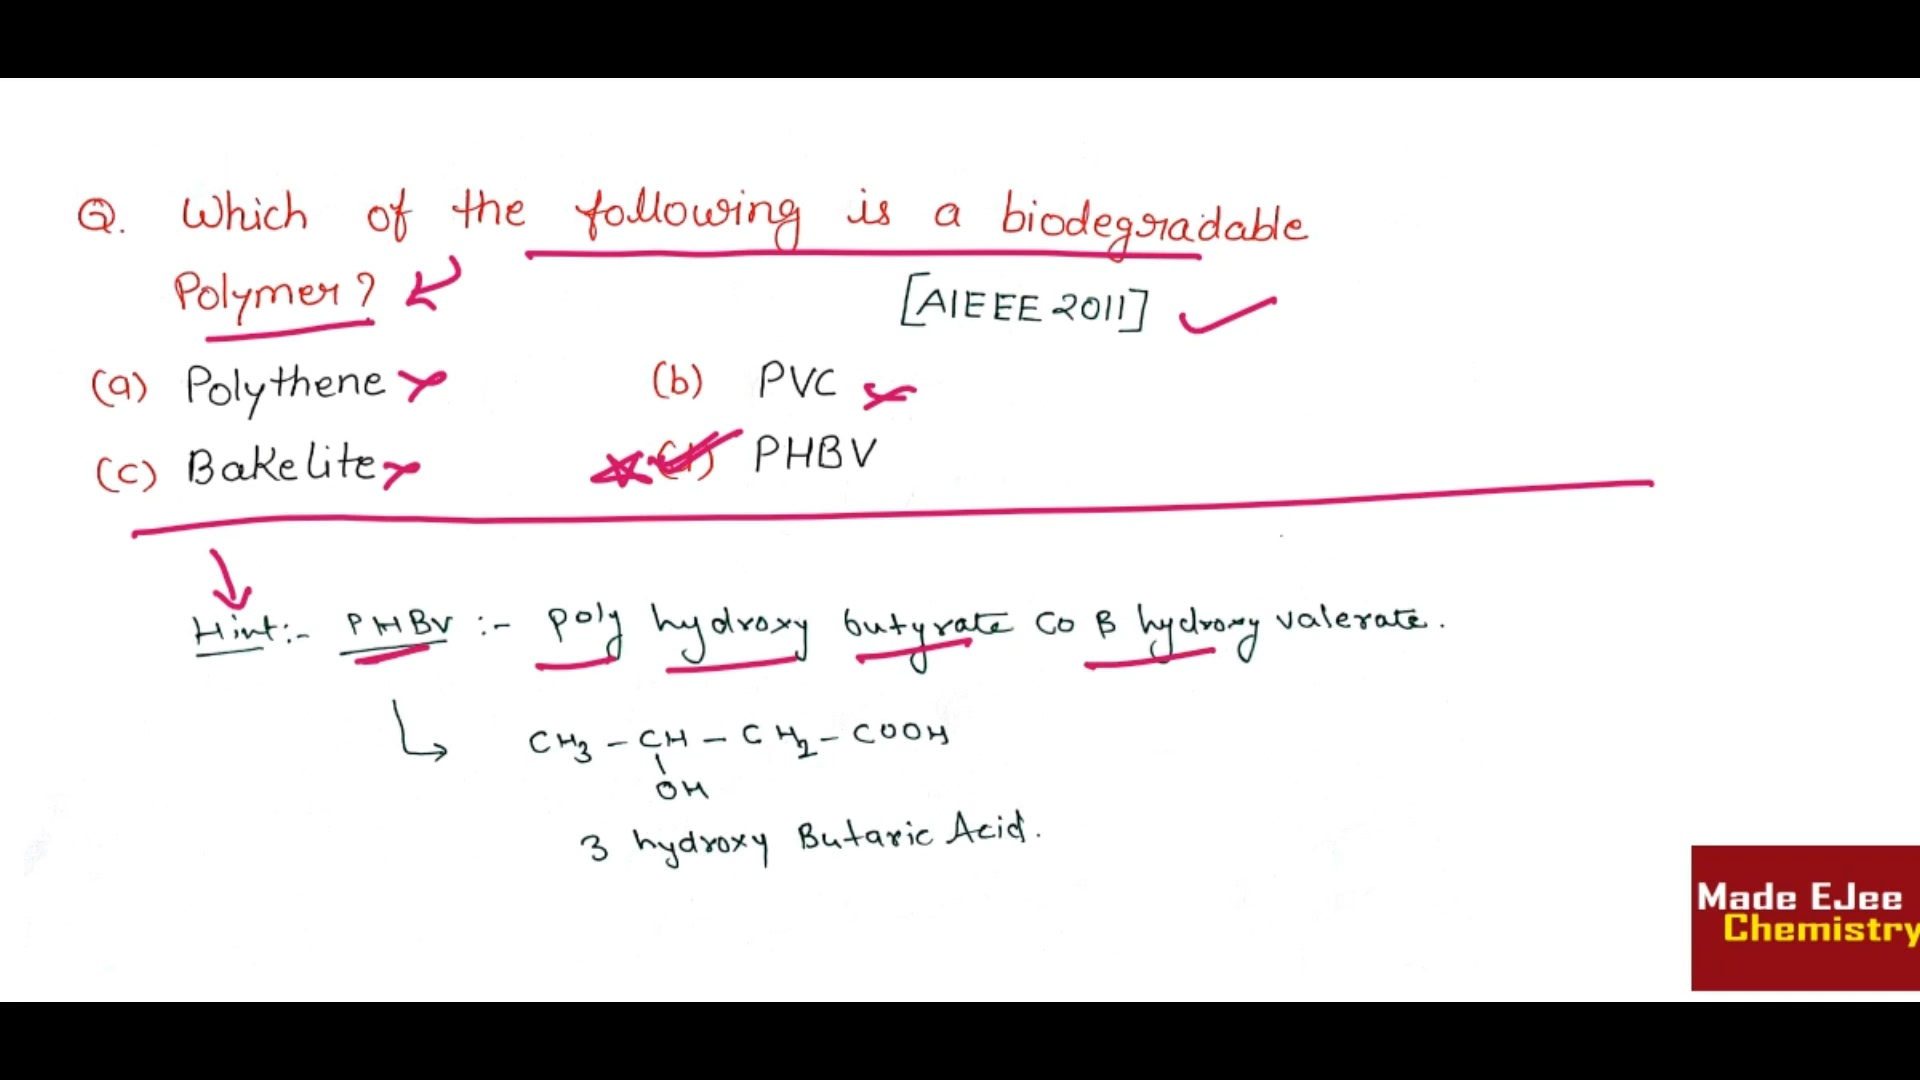 Q. Which of the following is a biodegradable
Polymer?
[AIEEE 2011]
(a) Polythene (b) PVC
(c) Bakelite (d) PHBV
Hint:- PHBV :- Poly hydroxy butyrate Co B hydroxy valerate.
CH3 - CH - CH2 - COOH
OH
3 hydroxy Butaric Acid.
Made EJee
Chemistry